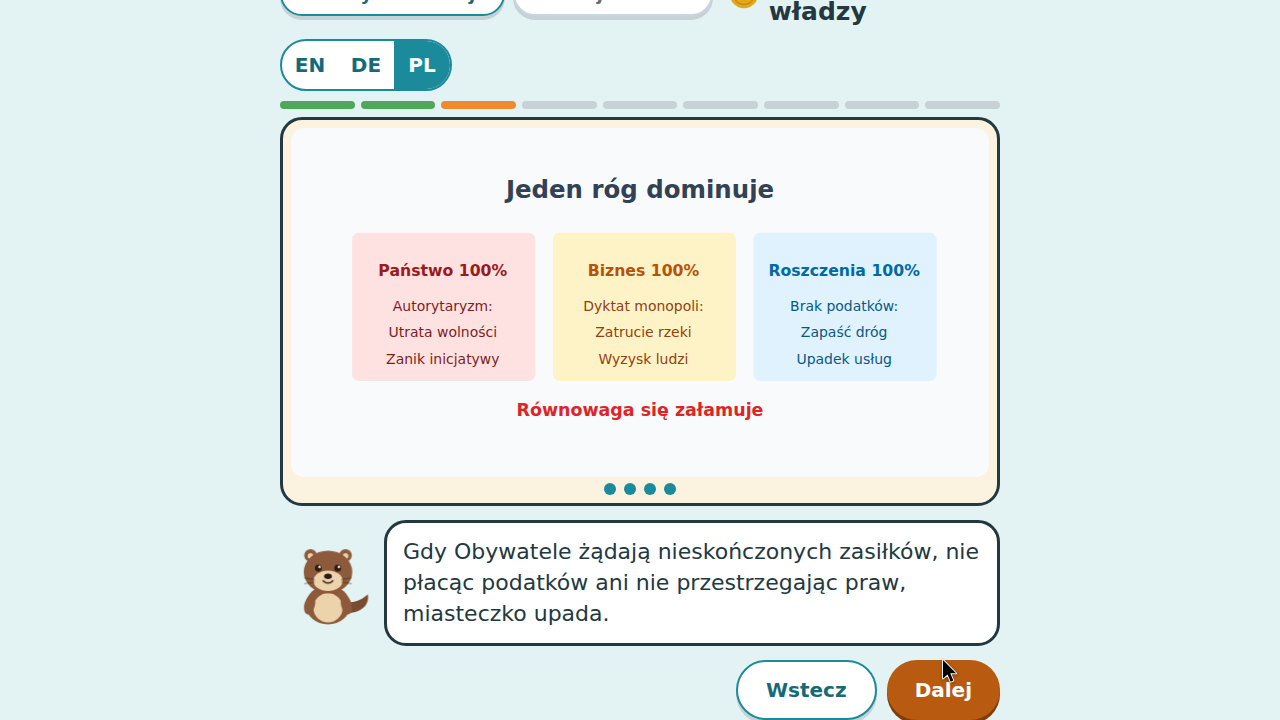 władzy
EN DE PL
Jeden róg dominuje
Państwo 100%
Autorytaryzm:
Utrata wolności
Zanik inicjatywy
Biznes 100%
Dyktat monopoli:
Zatrucie rzeki
Wyzysk ludzi
Roszczenia 100%
Brak podatków:
Zapaść dróg
Upadek usług
Równowaga się załamuje
Gdy Obywatele żądają nieskończonych zasiłków, nie
płacąc podatków ani nie przestrzegając praw,
miasteczko upada.
Wstecz
Dalej